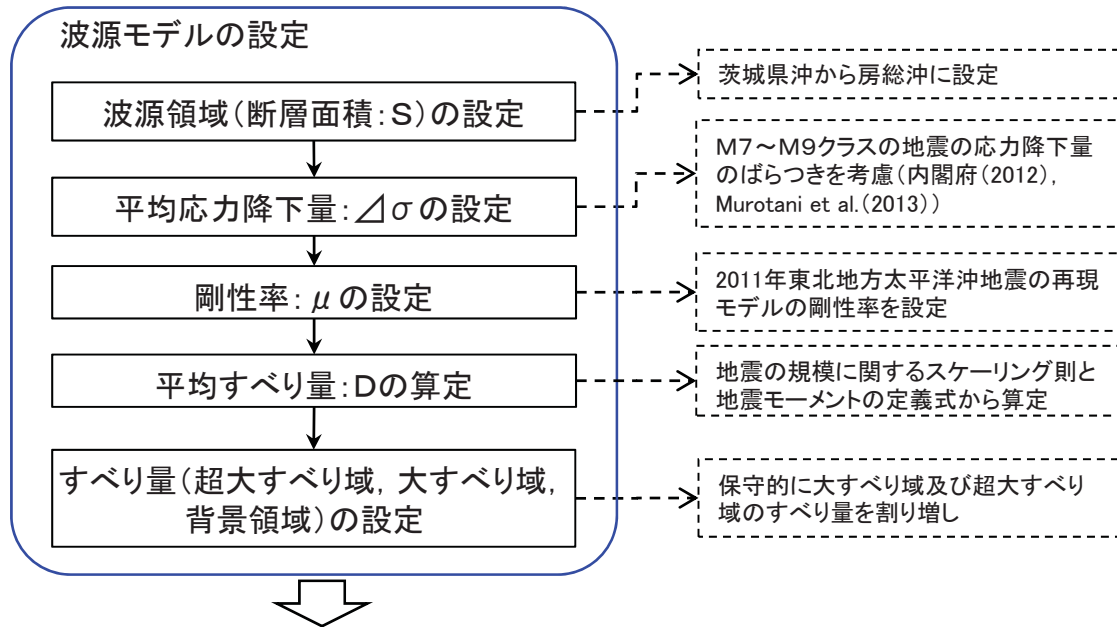 波源モデルの設定
波源領域(断層面積:S)の設定
茨城県沖から房総沖に設定
平均応力降下量:⊿σの設定
M7~M9クラスの地震の応力降下量
のばらつきを考慮(内閣府(2012),
Murotani et al.(2013))
剛性率:μの設定
2011年東北地方太平洋沖地震の再現
モデルの剛性率を設定
平均すべり量:Dの算定
地震の規模に関するスケーリング則と
地震モーメントの定義式から算定
すべり量(超大すべり域,大すべり域,
背景領域)の設定
保守的に大すべり域及び超大すべり
域のすべり量を割り増し